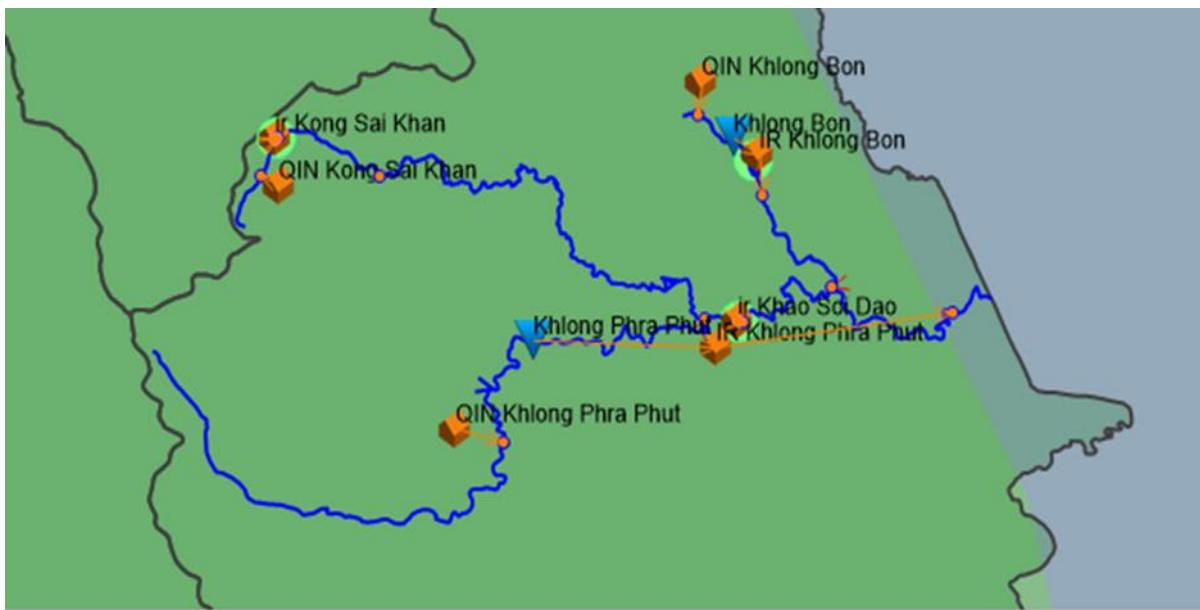 QIN Khlong Bon
ir Kong Sai Khan
Khlong Bon
IR Khlong Bon
QIN Kong Sai Khan
ir Khao Soi Dao
Khlong Phra Phut
IR Khlong Phra Phut
QIN Khlong Phra Phut